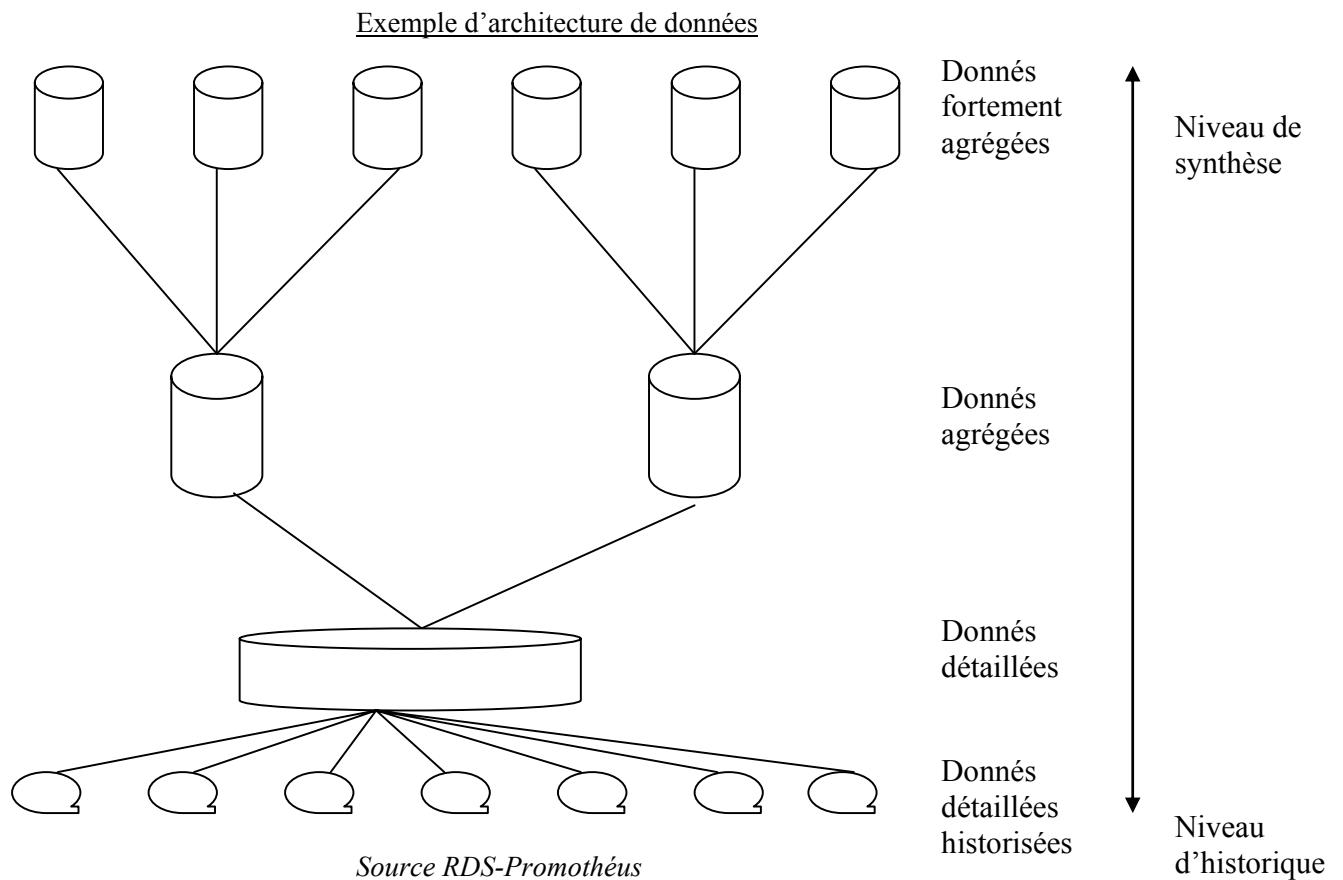 Exemple d’architecture de données
Donnés
fortement
agrégées
Niveau de
synthèse
Donnés
agrégées
Donnés
détaillées
Donnés
détaillées
historisées
Niveau
d’historique
Source RDS-Promothéus